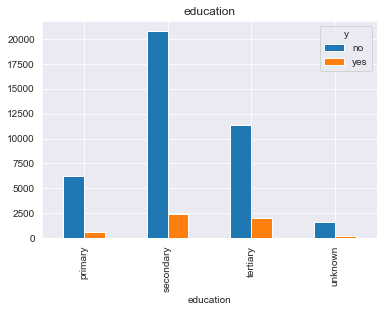 education
y
no
yes
20000
17500
15000
12500
10000
7500
5000
2500
0
primary
secondary
tertiary
unknown
education